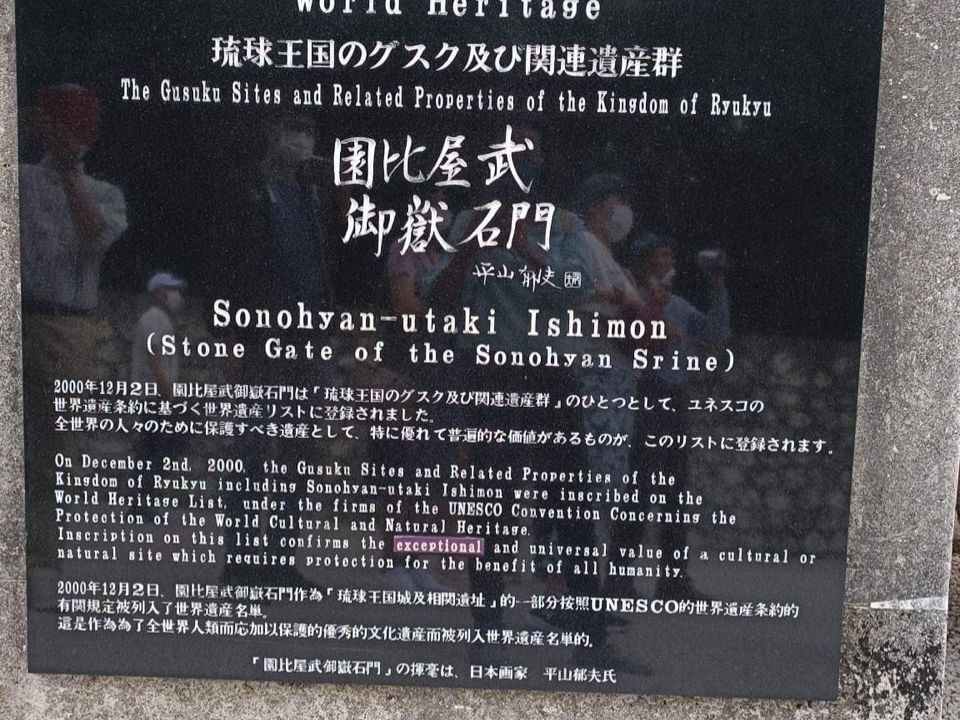 World Heritage
琉球王国のグスク及び関連遺産群
The Gusuku Sites and Related Properties of the Kingdom of Ryukyu
園比屋武
御嶽石門
平山郁夫
Sonohyan-utaki Ishimon
(Stone Gate of the Sonohyan Srine)
2000年12月2日、園比屋武御嶽石門は「琉球王国のグスク及び関連遺産群」のひとつとして、ユネスコの
世界遺産条約に基づく世界遺産リストに登録されました。
全世界の人々のために保護すべき遺産として、特に優れて普遍的な価値があるものが、このリストに登録されます。
On December 2nd, 2000, the Gusuku Sites and Related Properties of the
Kingdom of Ryukyu including Sonohyan-utaki Ishimon were inscribed on the
World Heritage List, under the firms of the UNESCO Convention Concerning the
Protection of the World Cultural and Natural Heritage.
Inscription on this list confirms the exceptional and universal value of a cultural or
natural site which requires protection for the benefit of all humanity.
2000年12月2日、園比屋武御嶽石門作為「琉球王国城及相関遺址」的一部分按照UNESCO的世界遺産条約的
有関規定被列入了世界遺産名単。
這是作為為了全世界人類而応加以保護的優秀的文化遺産而被列入世界遺産名単的.
「園比屋武御嶽石門」の揮毫は、日本画家 平山郁夫氏